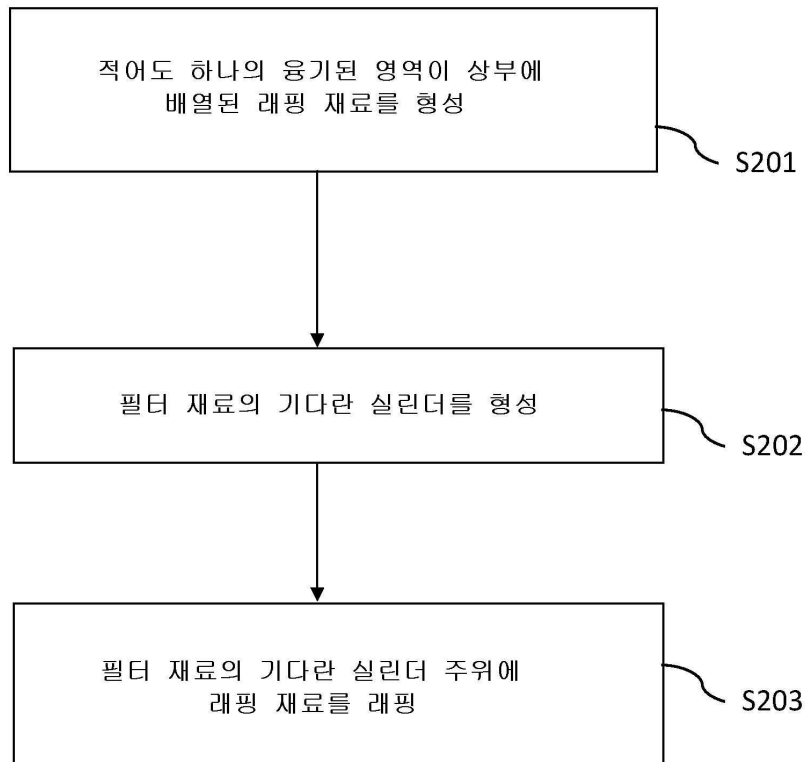 적어도 하나의 융기된 영역이 상부에
배열된 래핑 재료를 형성
S201
필터 재료의 기다란 실린더를 형성
S202
필터 재료의 기다란 실린더 주위에
래핑 재료를 래핑
S203